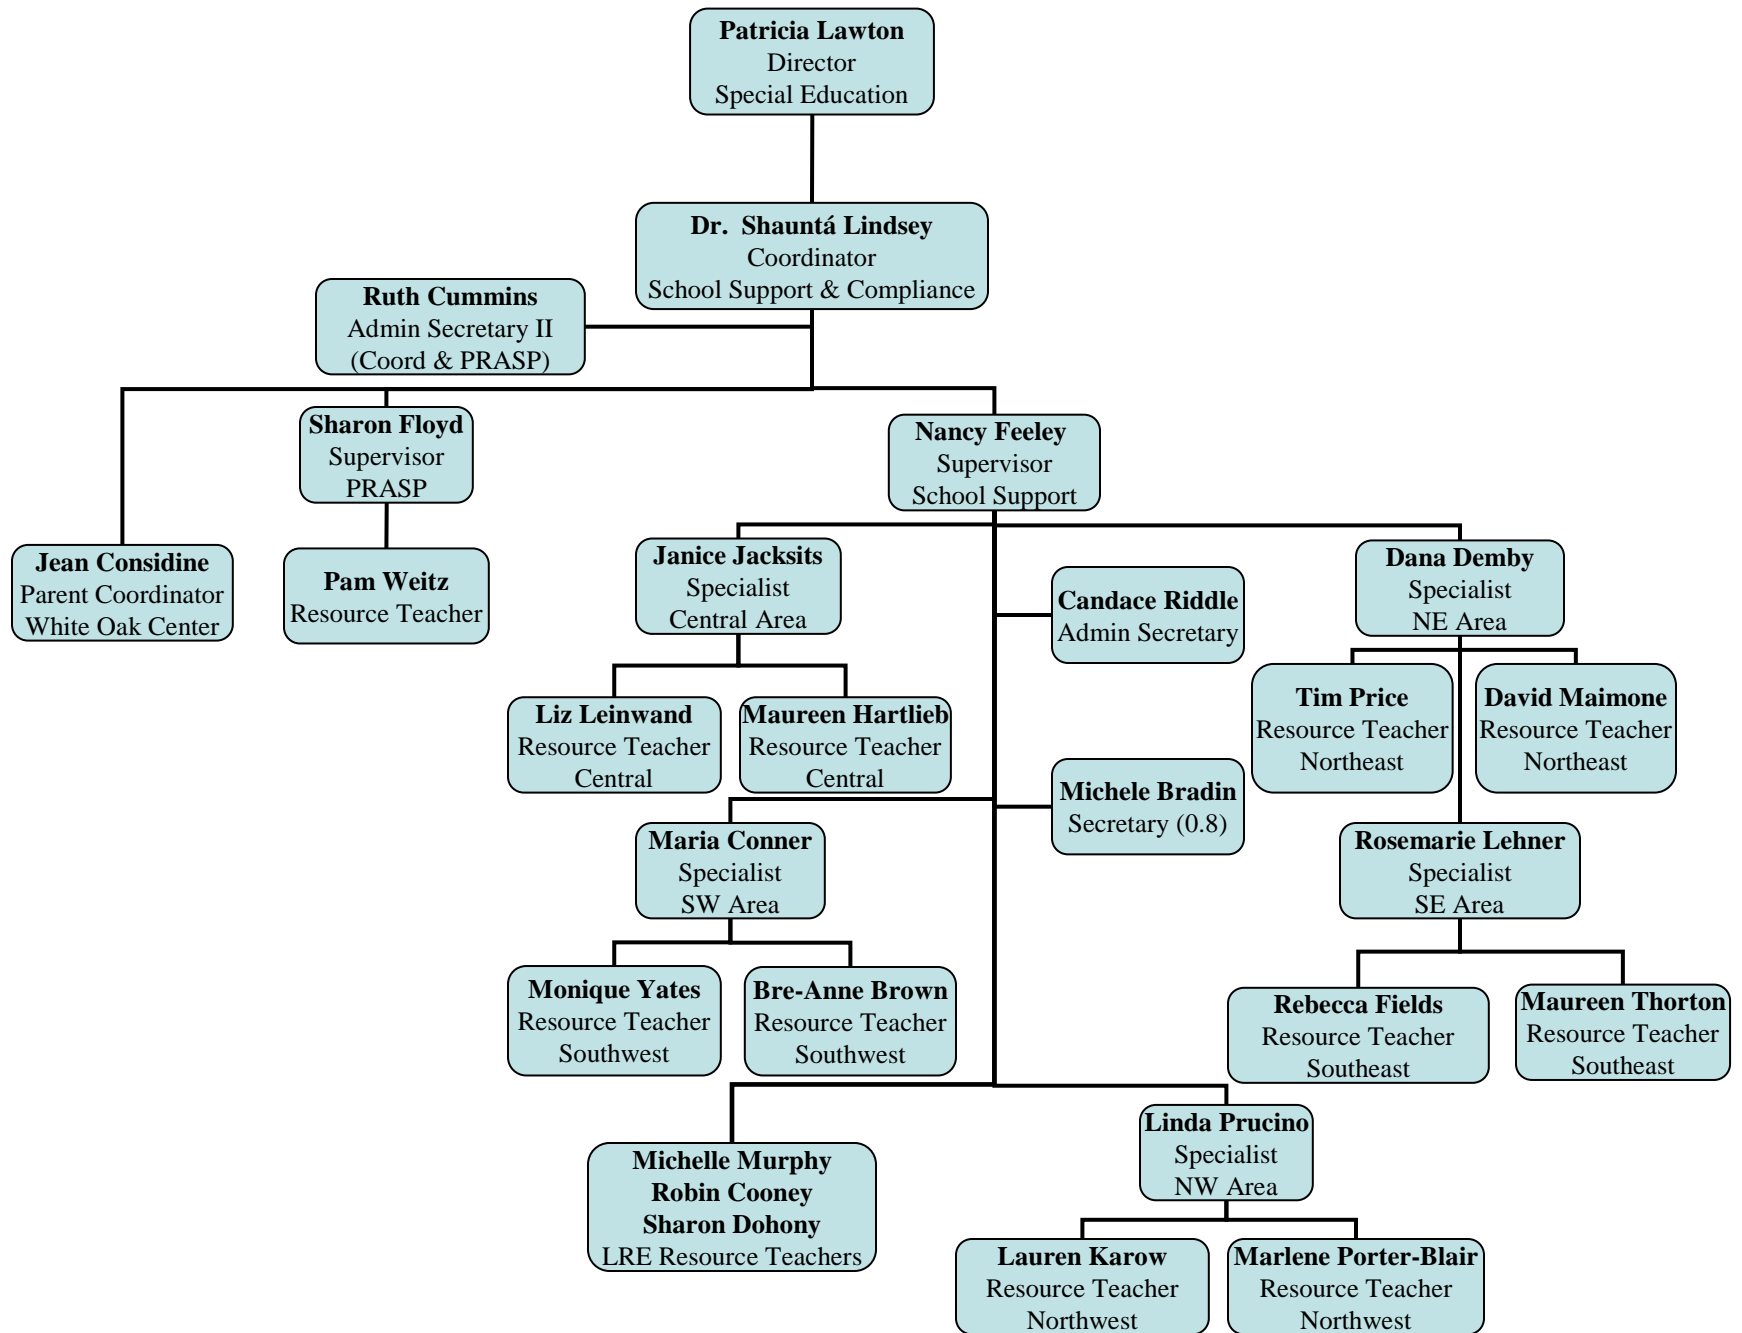 Patricia Lawton
Director
Special Education
Dr.  Shauntá Lindsey
Coordinator
School Support & Compliance
Ruth Cummins
Admin Secretary II
(Coord & PRASP)
Sharon Floyd
Supervisor
PRASP
Nancy Feeley
Supervisor
School Support
Jean Considine
Parent Coordinator
White Oak Center
Pam Weitz
Resource Teacher
Janice Jacksits
Specialist
Central Area
Candace Riddle
Admin Secretary
Dana Demby
Specialist
NE Area
Liz Leinwand
Resource Teacher
Central
Maureen Hartlieb
Resource Teacher
Central
Tim Price
Resource Teacher
Northeast
David Maimone
Resource Teacher
Northeast
Michele Bradin
Secretary (0.8)
Maria Conner
Specialist
SW Area
Rosemarie Lehner
Specialist
SE Area
Monique Yates
Resource Teacher
Southwest
Bre-Anne Brown
Resource Teacher
Southwest
Rebecca Fields
Resource Teacher
Southeast
Maureen Thorton
Resource Teacher
Southeast
Linda Prucino
Specialist
NW Area
Michelle Murphy
Robin Cooney
Sharon Dohony
LRE Resource Teachers
Lauren Karow
Resource Teacher
Northwest
Marlene Porter-Blair
Resource Teacher
Northwest